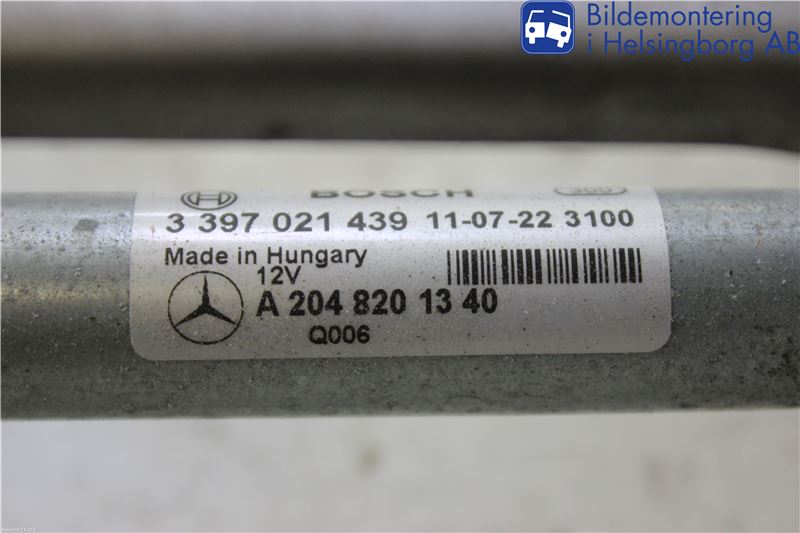 Bildemontering
i Helsingborg AB
BOSCH
3 397 021 439 11-07-22 3100
Made in Hungary
12V
A 204 820 13 40
Q006